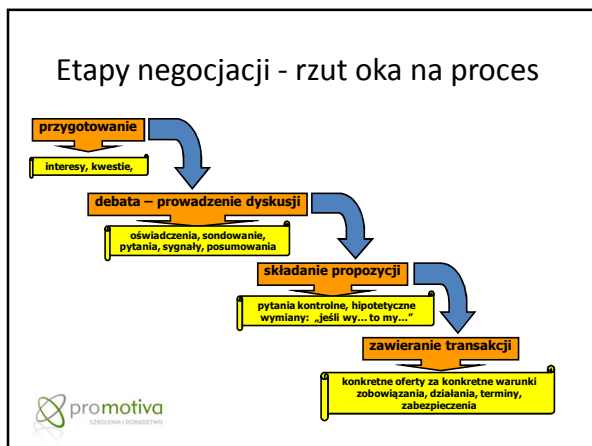 Etapy negocjacji - rzut oka na proces
przygotowanie
interesy, kwestie,
debata – prowadzenie dyskusji
oświadczenia, sondowanie,
pytania, sygnały, posumowania
składanie propozycji
pytania kontrolne, hipotetyczne
wymiany: „jeśli wy... to my...”
zawieranie transakcji
konkretne oferty za konkretne warunki
zobowiązania, działania, terminy,
zabezpieczenia
promotiva
SZKOLENIA I DORADZTWO